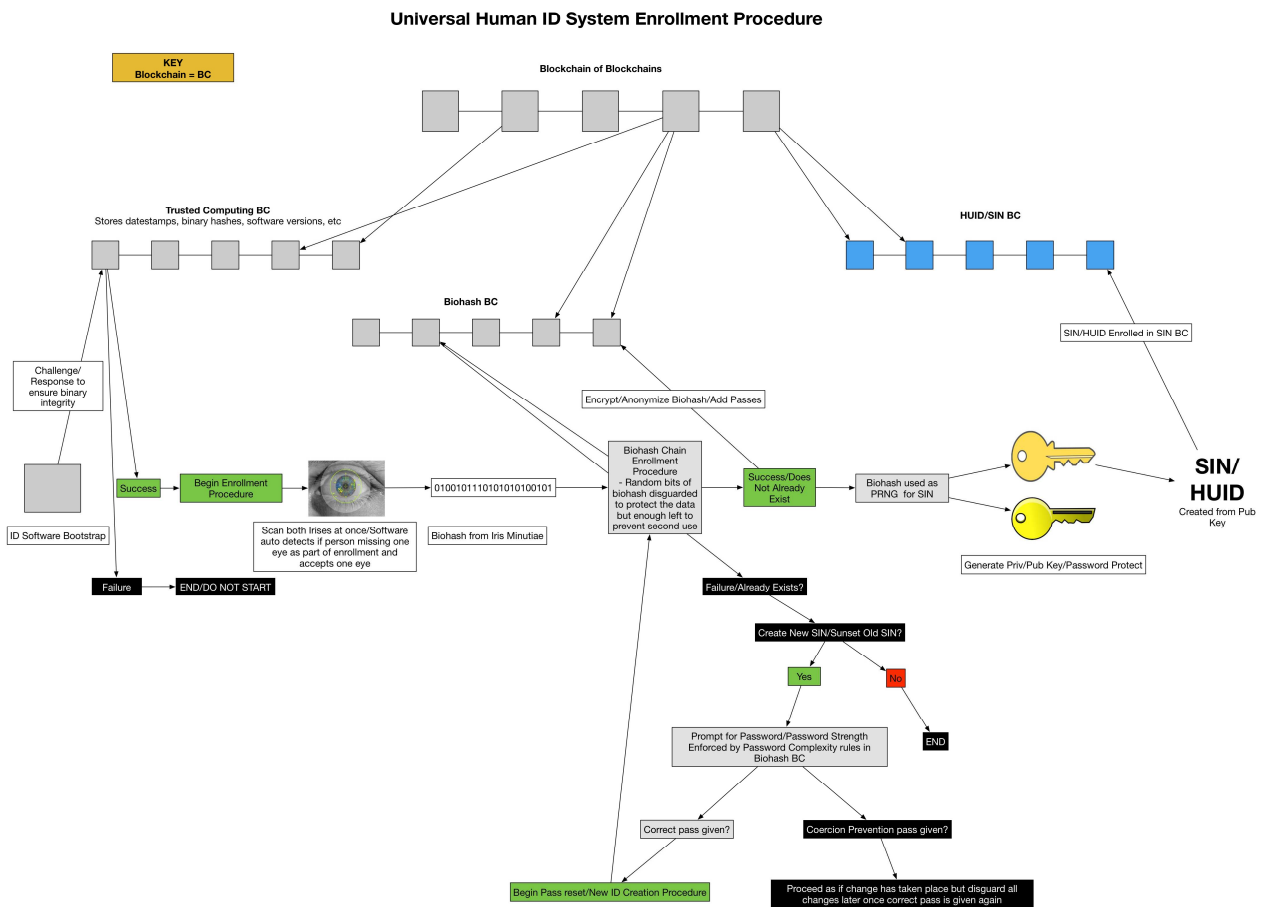 Universal Human ID System Enrollment Procedure
KEY
Blockchain = BC
Blockchain of Blockchains
Trusted Computing BC
Stores datestamps, binary hashes, software versions, etc
HUID/SIN BC
Biohash BC
SIN/HUID Enrolled in SIN BC
Challenge/
Response to
ensure binary
integrity
Encrypt/Anonymize Biohash/Add Passes
Biohash Chain
Enrollment
Procedure
- Random bits of
biohash disguarded
to protect the data
but enough left to
prevent second use
Success
Begin Enrollment
Procedure
010010111010101010100101
Success/Does
Not Already
Exist
Biohash used as
PRNG for SIN
SIN/
HUID
Created from Pub
Key
ID Software Bootstrap
Scan both Irises at once/Software
auto detects if person missing one
eye as part of enrollment and
accepts one eye
Biohash from Iris Minutiae
Generate Priv/Pub Key/Password Protect
Failure
END/DO NOT START
Failure/Already Exists?
Create New SIN/Sunset Old SIN?
Yes
No
Prompt for Password/Password Strength
Enforced by Password Complexity rules in
Biohash BC
END
Correct pass given?
Coercion Prevention pass given?
Begin Pass reset/New ID Creation Procedure
Proceed as if change has taken place but disguard all
changes later once correct pass is given again